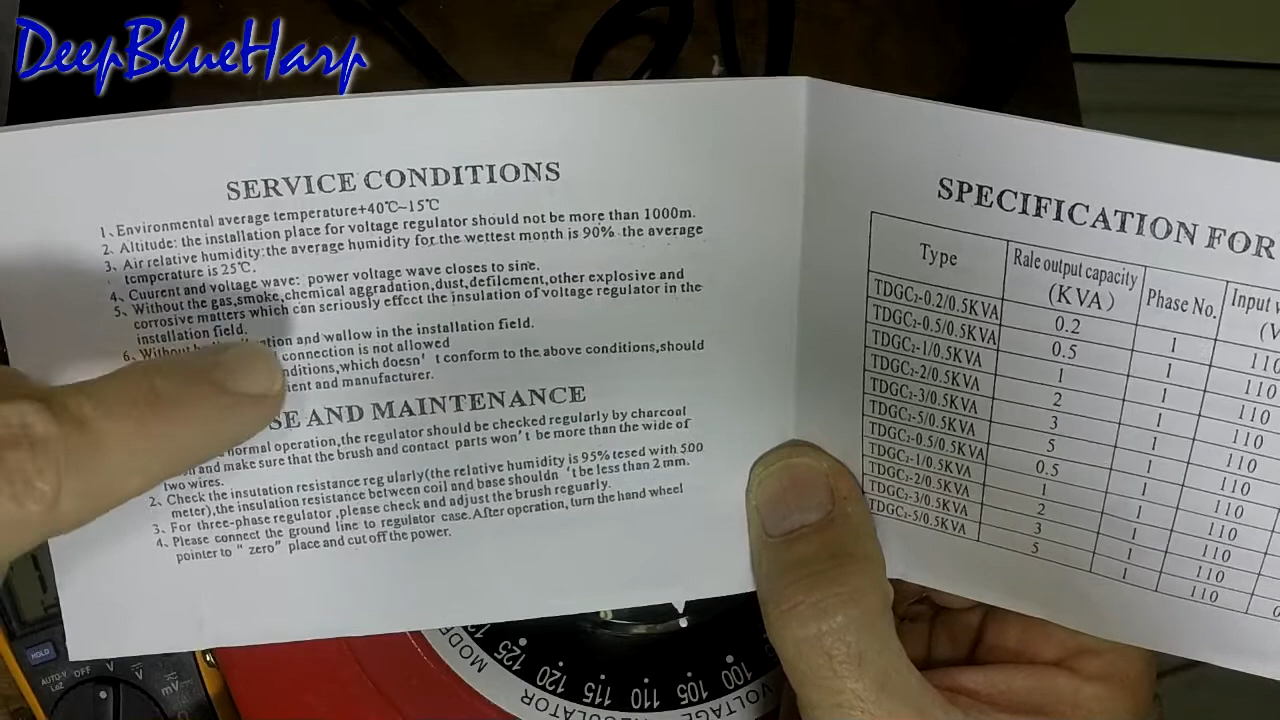 DeepBlueHarp
SERVICE CONDITIONS
1、Environmental average temperature+40℃~15℃
2、Altitude: the installation place for voltage regulator should not be more than 1000m.
3、Air relative humidity:the average humidity for the wettest month is 90% the average
temperature is 25℃.
4、Cuurent and voltage wave: power voltage wave closes to sine.
5、Without the gas,smoke,chemical aggradation,dust,defilement,other explosive and
corrosive matters which can seriously effect the insulation of voltage regulator in the
installation field.
6、Without and wallow in the installation field.
connection is not allowed
which doesn't conform to the above conditions,should
and manufacturer.
AND MAINTENANCE
normal operation,the regulator should be checked regularly by charcoal
and make sure that the brush and contact parts won't be more than the wide of
two wires.
2、Check the insutation resistance reg ularly(the relative humidity is 95% tesed with 500
meter),the insulation resistance between coil and base shouldn 't be less than 2 mm.
3、For three-phase regulator ,please check and adjust the brush reguarly.
4、Please connect the ground line to regulator case.After operation, turn the hand wheel
pointer to "zero" place and cut off the power.
SPECIFICATION FOR
Type Rale output capacity (KVA) Phase No. Input
TDGC₂-0.2/0.5KVA 0.2 1 110
TDGC₂-0.5/0.5KVA 0.5 1 110
TDGC₂-1/0.5KVA 1 1 110
TDGC₂-2/0.5KVA 2 1 110
TDGC₂-3/0.5KVA 3 1 110
TDGC₂-5/0.5KVA 5 1 110
TDGC₂-0.5/0.5KVA 0.5 1 110
TDGC₂-1/0.5KVA 1 1 110
TDGC₂-2/0.5KVA 2 1 110
TDGC₂-3/0.5KVA 3 1 110
TDGC₂-5/0.5KVA 5 1 110
HOLD
AUTO-V LoZ OFF V V mV
125 120 115 110 105 100
VOLTAGE